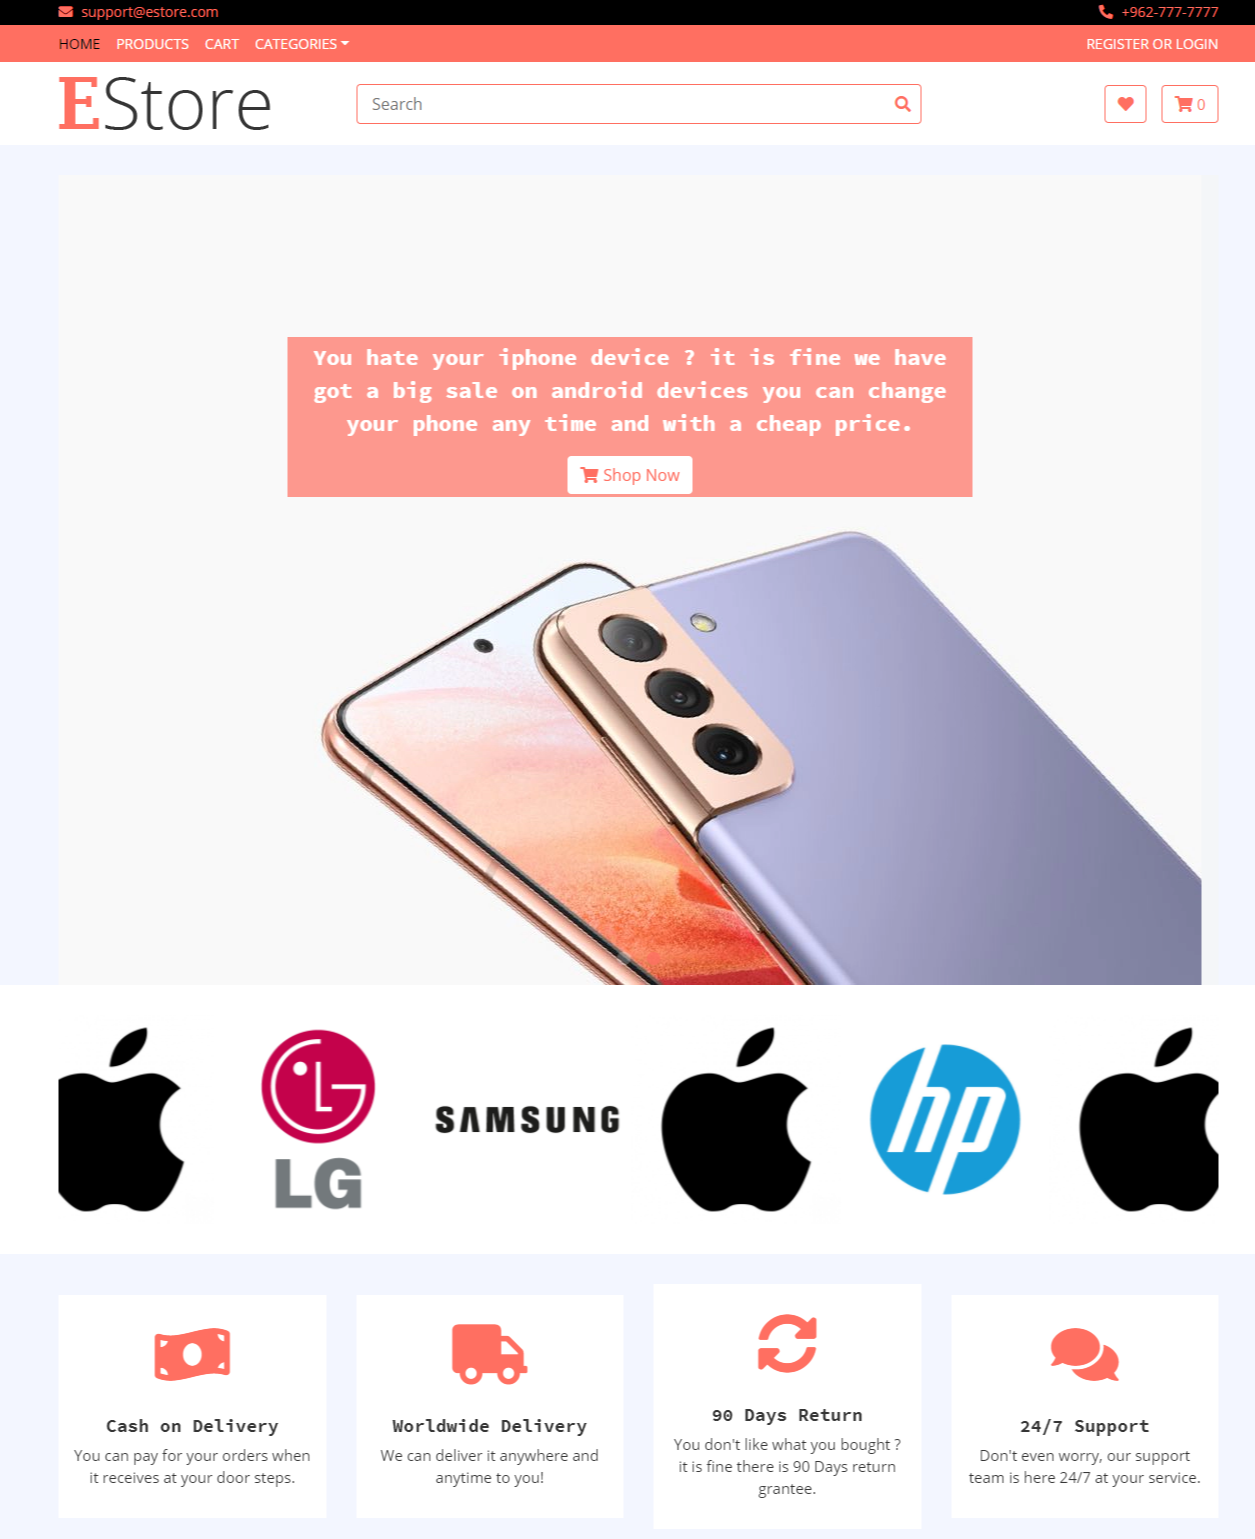 support@estore.com
+962-777-7777
HOME PRODUCTS CART CATEGORIES
REGISTER OR LOGIN
EStore
Search
0
You hate your iphone device ? it is fine we have
got a big sale on android devices you can change
your phone any time and with a cheap price.
Shop Now
LG
SAMSUNG
hp
Cash on Delivery
You can pay for your orders when
it receives at your door steps.
Worldwide Delivery
We can deliver it anywhere and
anytime to you!
90 Days Return
You don't like what you bought ?
it is fine there is 90 Days return
grantee.
24/7 Support
Don't even worry, our support
team is here 24/7 at your service.